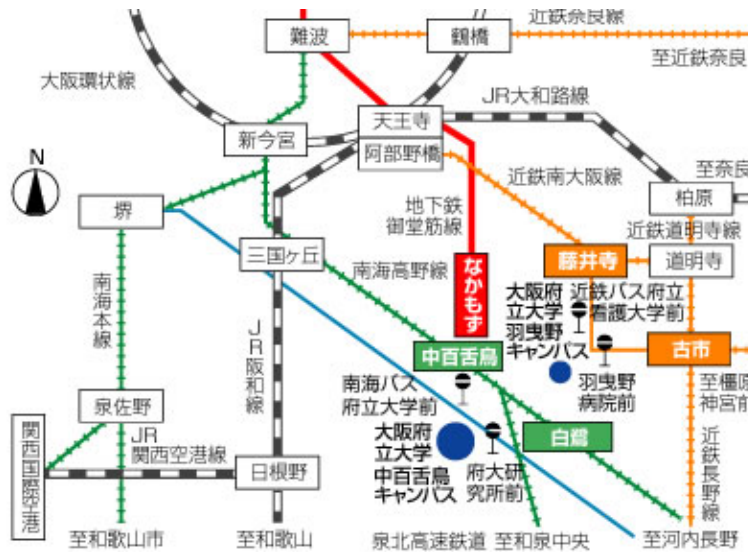 近鉄奈良線
難波
鶴橋
至近鉄奈良
大阪環状線
JR大和路線
天王寺
新今宮
阿部野橋
至奈良
N
近鉄南大阪線
柏原
堺
地下鉄
御堂筋線
近鉄道明寺線
三国ヶ丘
南海高野線
なかもず
藤井寺
道明寺
南海本線
大阪府
立大学
羽曳野
キャンパス
近鉄バス府立
看護大学前
JR阪和線
中百舌鳥
古市
南海バス
府立大学前
羽曳野
病院前
至橿原
神宮前
泉佐野
大阪府
立大学
中百舌鳥
キャンパス
白鷺
関西国際空港
JR
関西空港線
日根野
府大研
究所前
近鉄長野線
至和歌山市
至和歌山
泉北高速鉄道
至和泉中央
至河内長野